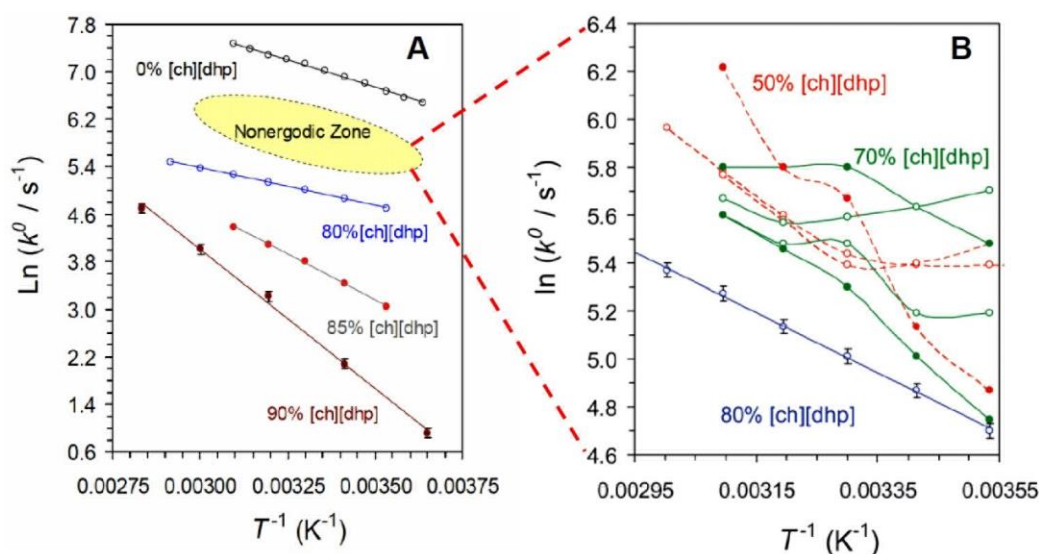 A
7.8
7.0
6.2
5.4
4.6
3.8
3.0
2.2
1.4
0.6
Ln (k⁰ / s⁻¹)
0% [ch][dhp]
Nonergodic Zone
80%[ch][dhp]
85% [ch][dhp]
90% [ch][dhp]
0.00275 0.00300 0.00325 0.00350 0.00375
T⁻¹ (K⁻¹)
B
6.4
6.2
6.0
5.8
5.6
5.4
5.2
5.0
4.8
4.6
ln (k⁰ / s⁻¹)
50% [ch][dhp]
70% [ch][dhp]
80% [ch][dhp]
0.00295 0.00315 0.00335 0.00355
T⁻¹ (K⁻¹)